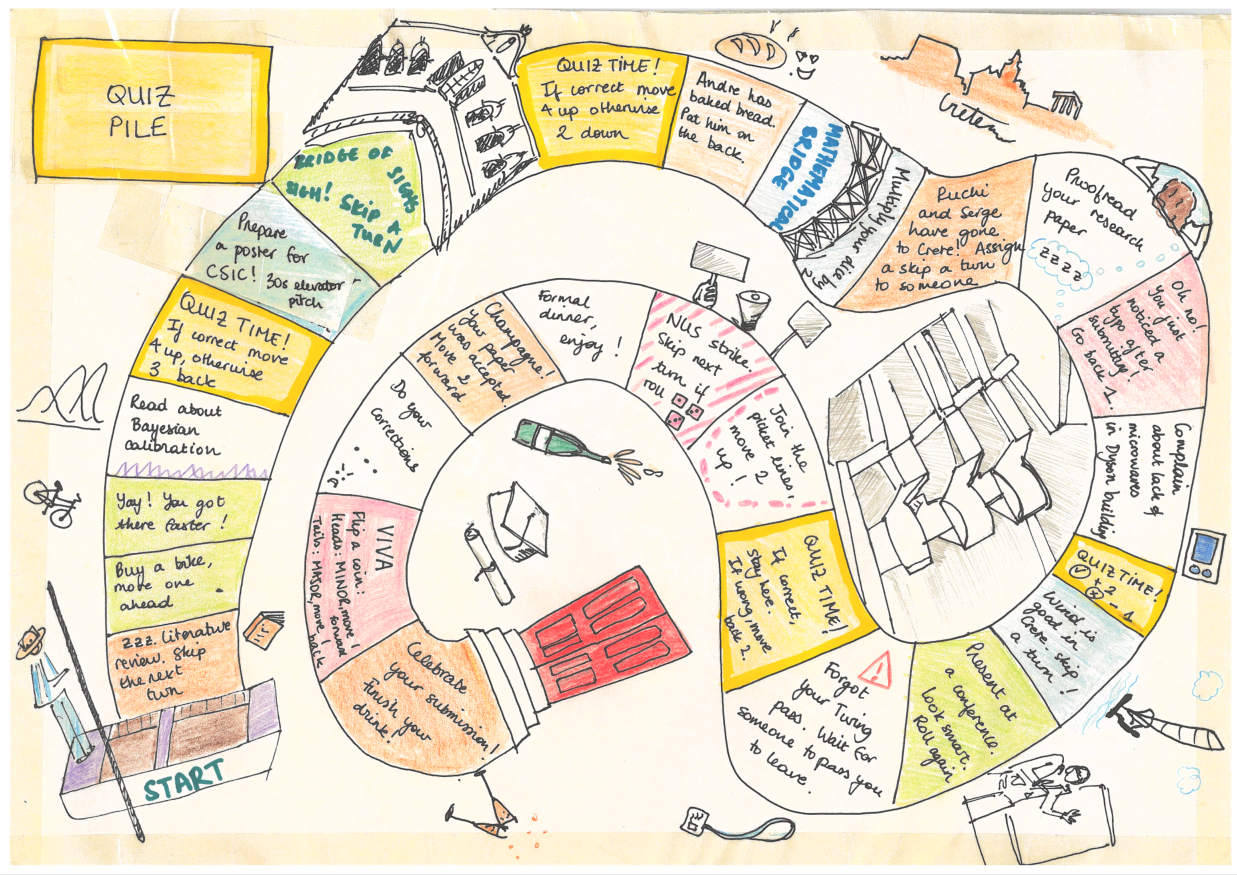 QUIZ
PILE
START
zzz. Literature
review. Skip
the next
turn
Buy a bike,
move one
ahead
Yay! You got
there faster!
Read about
Bayesian
calibration
QUIZ TIME!
If correct move
4 up, otherwise
3 back
Prepare
a poster for
CSIC! 30s elevator
pitch
BRIDGE OF SIGHS
SIGH! SKIP A
TURN
QUIZ TIME!
If correct move
4 up otherwise
2 down
Andre has
baked bread.
Pat him on
the back.
MATHEMATICAL
BRIDGE
Multiply your dice by 2
Ruchi
and Serge
have gone
to Crete! Assign
a skip a turn
to someone
Crete
Proofread
your research
paper
zzzz
Oh no!
You just
noticed a
typo after
submitting!
Go back 1.
Complain
about lack of
microwaves
in Dyson building
QUIZ TIME!
✓ + 2
x - 1
Wind is
good in
Crete. Skip
a turn!
Present at
a conference.
Look smart.
Roll again
Forgot
your Turing
pass. Wait for
someone to pass you
to leave.
QUIZ TIME!
If correct,
stay here.
If wrong, move
back 2.
Join the
picket lines,
move 2
up!
NUS strike.
Skip next
turn if
roll
Formal
dinner,
enjoy!
Champagne!
Your paper
was accepted.
Move 2
forward
Do your
corrections
VIVA
Flip a coin:
Heads: MINOR, move forward
Tails: MAJOR, move back
Celebrate
your submission!
Finish your
drink.